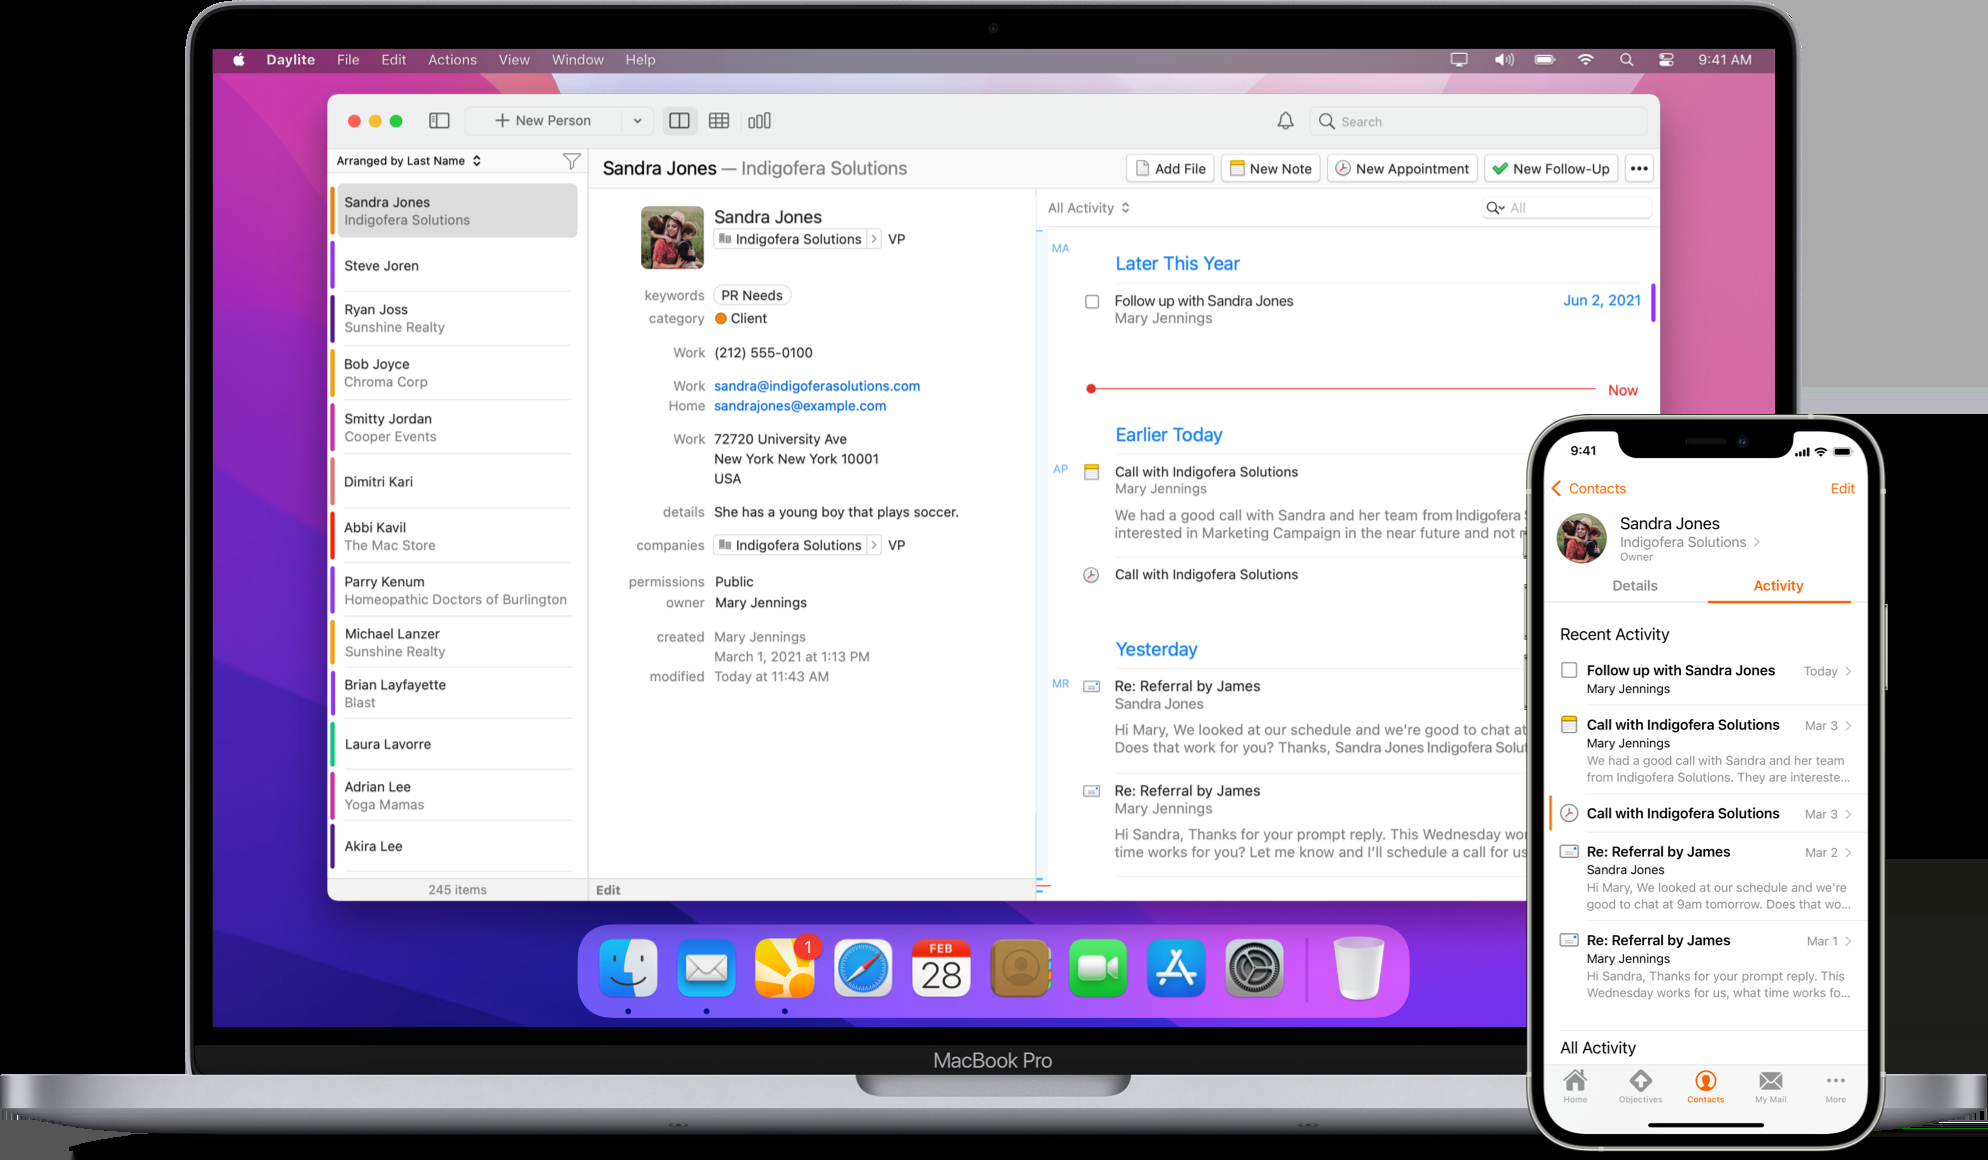 Daylite File Edit Actions View Window Help 9:41 AM
New Person
Search
Arranged by Last Name
Sandra Jones
Indigofera Solutions
Steve Joren
Ryan Joss
Sunshine Realty
Bob Joyce
Chroma Corp
Smitty Jordan
Cooper Events
Dimitri Kari
Abbi Kavil
The Mac Store
Parry Kenum
Homeopathic Doctors of Burlington
Michael Lanzer
Sunshine Realty
Brian Layfayette
Blast
Laura Lavorre
Adrian Lee
Yoga Mamas
Akira Lee
245 items
Sandra Jones — Indigofera Solutions
Add File New Note New Appointment New Follow-Up
Sandra Jones
Indigofera Solutions VP
keywords PR Needs
category Client
Work (212) 555-0100
Work sandra@indigoferasolutions.com
Home sandrajones@example.com
Work 72720 University Ave
New York New York 10001
USA
details She has a young boy that plays soccer.
companies Indigofera Solutions VP
permissions Public
owner Mary Jennings
created Mary Jennings
March 1, 2021 at 1:13 PM
modified Today at 11:43 AM
Edit
All Activity All
MA
Later This Year
Follow up with Sandra Jones Jun 2, 2021
Mary Jennings
Now
Earlier Today
AP Call with Indigofera Solutions
Mary Jennings
We had a good call with Sandra and her team from Indigofera
interested in Marketing Campaign in the near future and not
Call with Indigofera Solutions
Yesterday
MR Re: Referral by James
Sandra Jones
Hi Mary, We looked at our schedule and we're good to chat at
Does that work for you? Thanks, Sandra Jones Indigofera
Re: Referral by James
Mary Jennings
Hi Sandra, Thanks for your prompt reply. This Wednesday
time works for you? Let me know and I'll schedule a call for us
1
FEB
28
MacBook Pro
9:41
Contacts Edit
Sandra Jones
Indigofera Solutions
Owner
Details Activity
Recent Activity
Follow up with Sandra Jones Today
Mary Jennings
Call with Indigofera Solutions Mar 3
Mary Jennings
We had a good call with Sandra and her team
from Indigofera Solutions. They are intereste...
Call with Indigofera Solutions Mar 3
Re: Referral by James Mar 2
Sandra Jones
Hi Mary, We looked at our schedule and we're
good to chat at 9am tomorrow. Does that wo...
Re: Referral by James Mar 1
Mary Jennings
Hi Sandra, Thanks for your prompt reply. This
Wednesday works for us, what time works fo...
All Activity
Home Objectives Contacts My Mail More